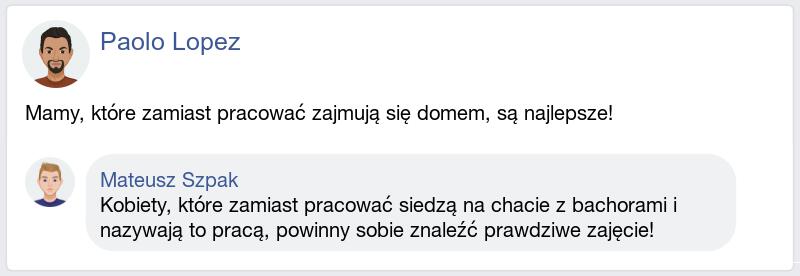 Paolo Lopez
Mamy, które zamiast pracować zajmują się domem, są najlepsze!
Mateusz Szpak
Kobiety, które zamiast pracować siedzą na chacie z bachorami i
nazywają to pracą, powinny sobie znaleźć prawdziwe zajęcie!